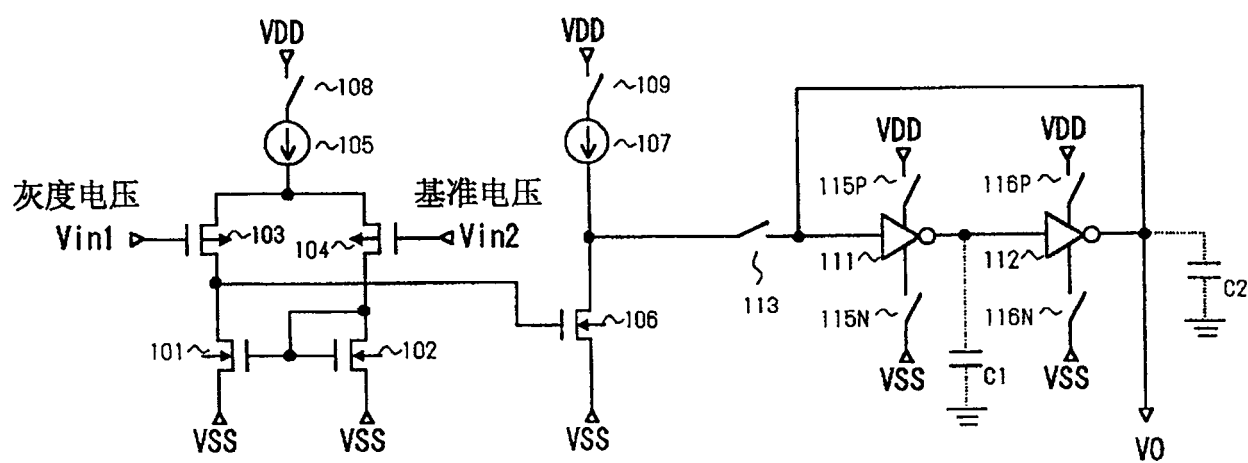 VDD
108
105
灰度电压
Vin1
103
基准电压
Vin2
104
101
102
VSS
VSS
VDD
109
107
106
VSS
113
VDD
115P
111
115N
VSS
C1
VDD
116P
112
116N
VSS
C2
VO